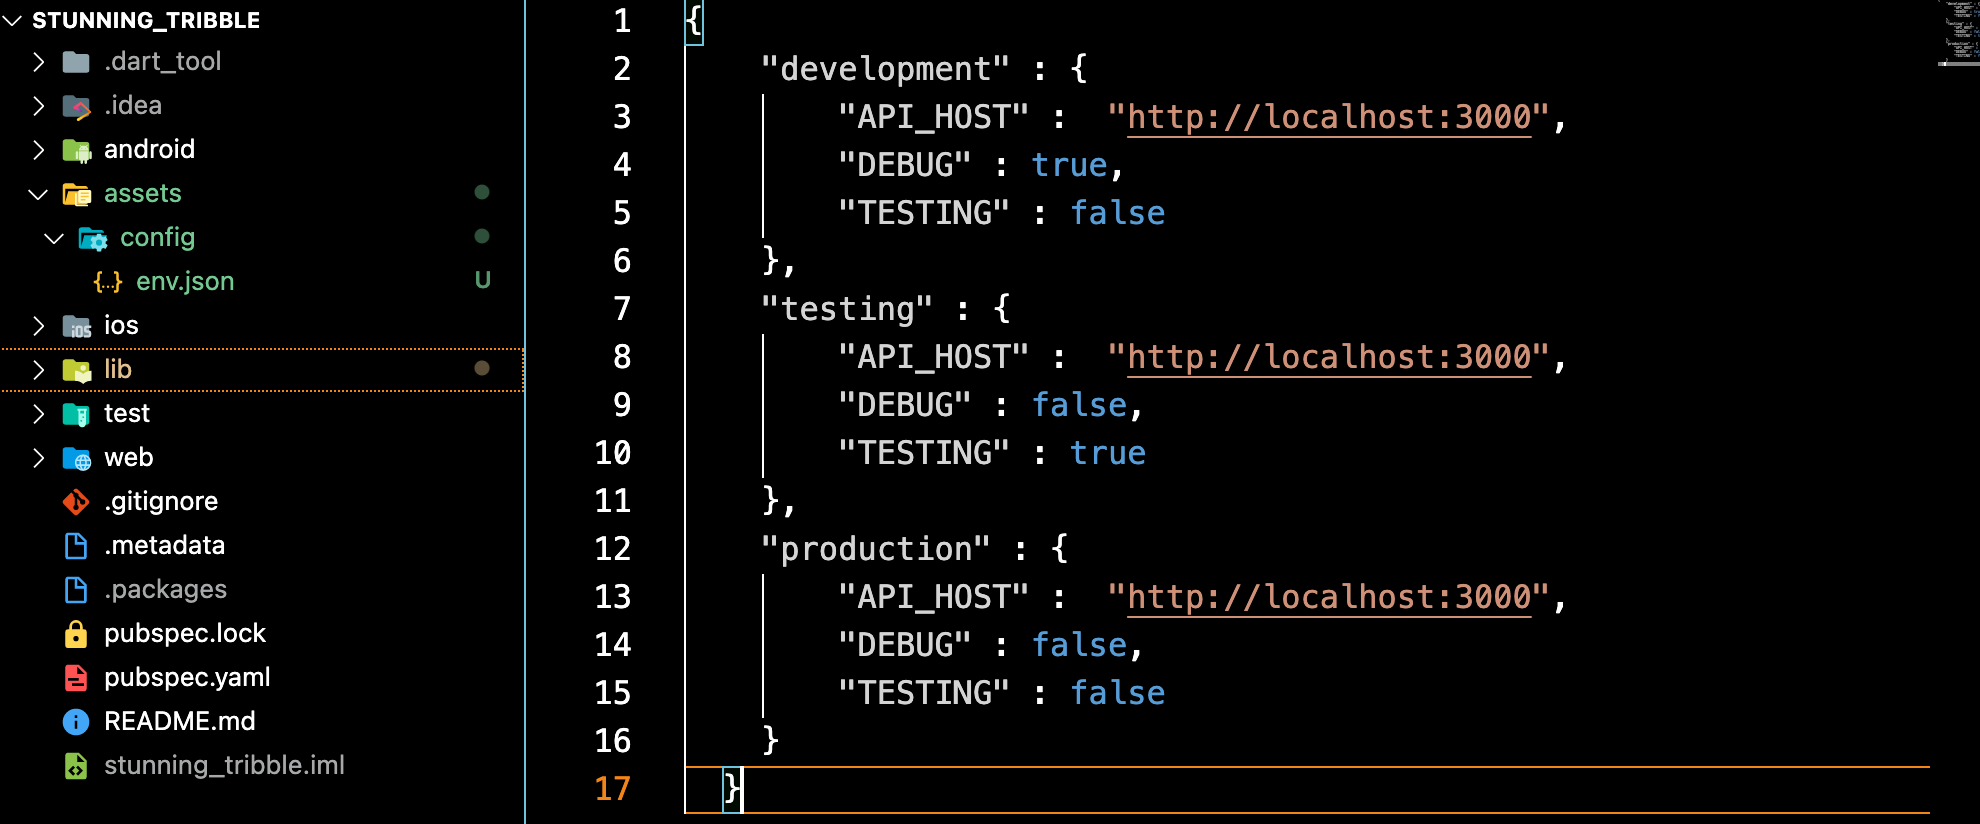 STUNNING_TRIBBLE
.dart_tool
.idea
android
assets
config
{..} env.json U
ios
lib
test
web
.gitignore
.metadata
.packages
pubspec.lock
pubspec.yaml
README.md
stunning_tribble.iml
1 {
2 "development" : {
3 "API_HOST" :  "http://localhost:3000",
4 "DEBUG" : true,
5 "TESTING" : false
6 },
7 "testing" : {
8 "API_HOST" :  "http://localhost:3000",
9 "DEBUG" : false,
10 "TESTING" : true
11 },
12 "production" : {
13 "API_HOST" :  "http://localhost:3000",
14 "DEBUG" : false,
15 "TESTING" : false
16 }
17 }